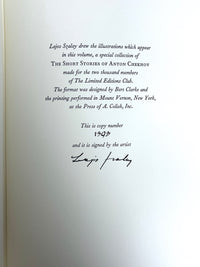 Lajos Szalay drew the illustrations which appear
in this volume, a special collection of
THE SHORT STORIES OF ANTON CHEKHOV
made for the two thousand members
of The Limited Editions Club.
The format was designed by Bert Clarke and
the printing performed in Mount Vernon, New York,
at the Press of A. Colish, Inc.
This is copy number
and it is signed by the artist